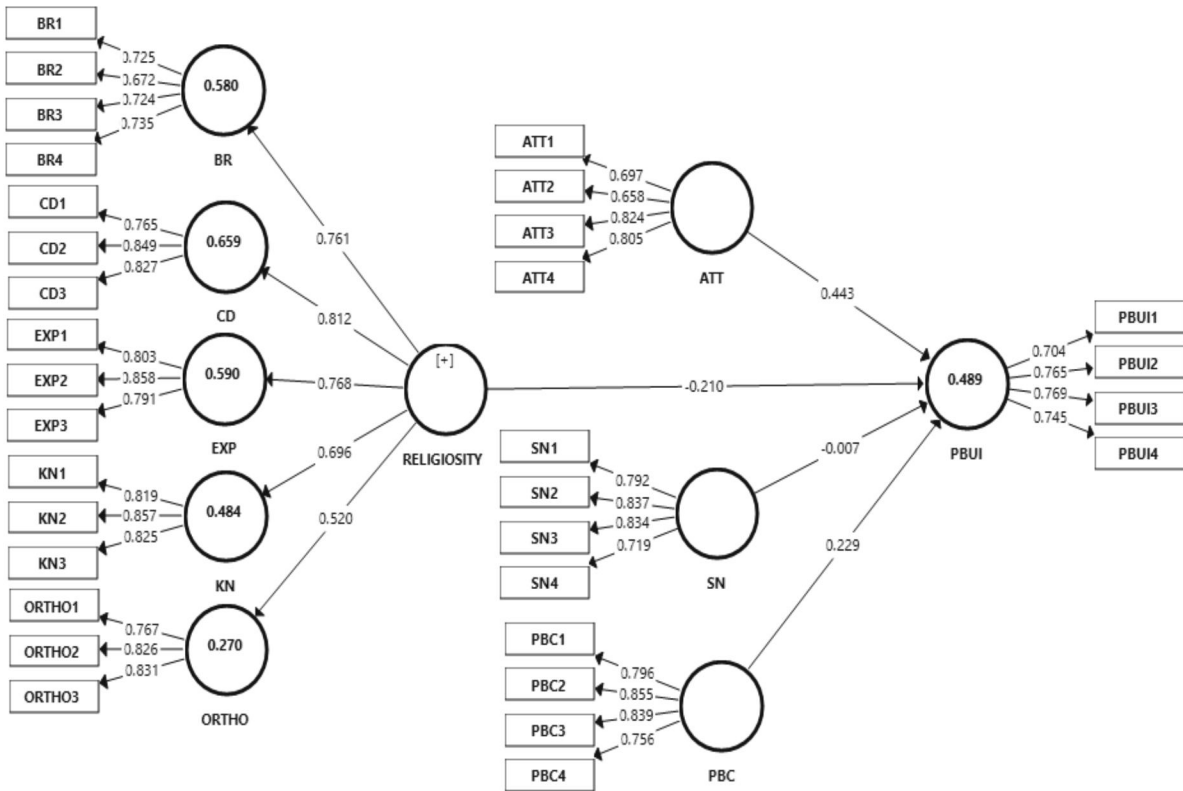 BR1
BR2
BR3
BR4
0.725
0.672
0.724
0.735
0.580
BR
CD1
CD2
CD3
0.765
0.849
0.827
0.659
CD
EXP1
EXP2
EXP3
0.803
0.858
0.791
0.590
EXP
KN1
KN2
KN3
0.819
0.857
0.825
0.484
KN
ORTHO1
ORTHO2
ORTHO3
0.767
0.826
0.831
0.270
ORTHO
0.761
0.812
0.768
0.696
0.520
[+]
RELIGIOSITY
-0.210
ATT1
ATT2
ATT3
ATT4
0.697
0.658
0.824
0.805
ATT
0.443
SN1
SN2
SN3
SN4
0.792
0.837
0.834
0.719
SN
-0.007
PBC1
PBC2
PBC3
PBC4
0.796
0.855
0.839
0.756
PBC
0.229
0.489
PBUI
0.704
0.765
0.769
0.745
PBUI1
PBUI2
PBUI3
PBUI4